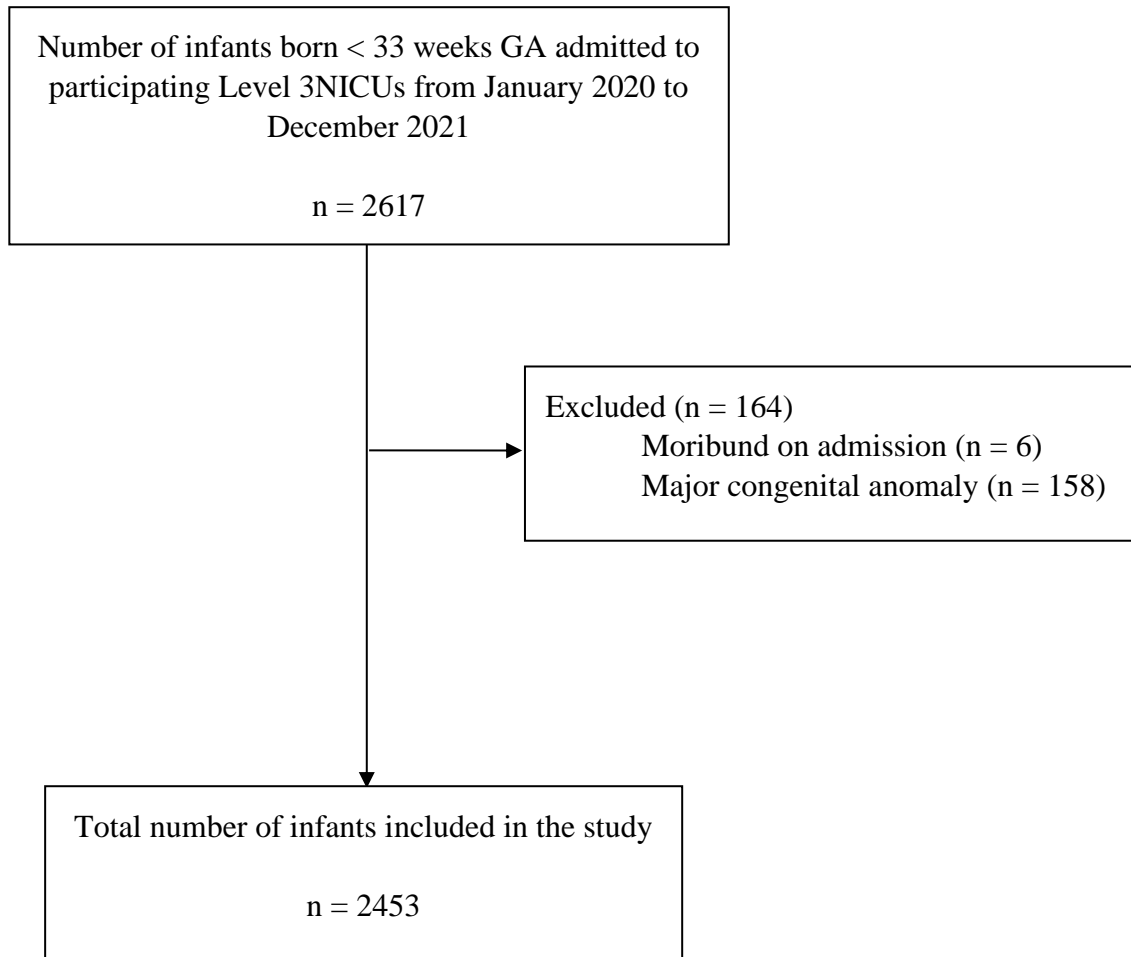 Number of infants born < 33 weeks GA admitted to
participating Level 3NICUs from January 2020 to
December 2021
n = 2617
Excluded (n = 164)
Moribund on admission (n = 6)
Major congenital anomaly (n = 158)
Total number of infants included in the study
n = 2453